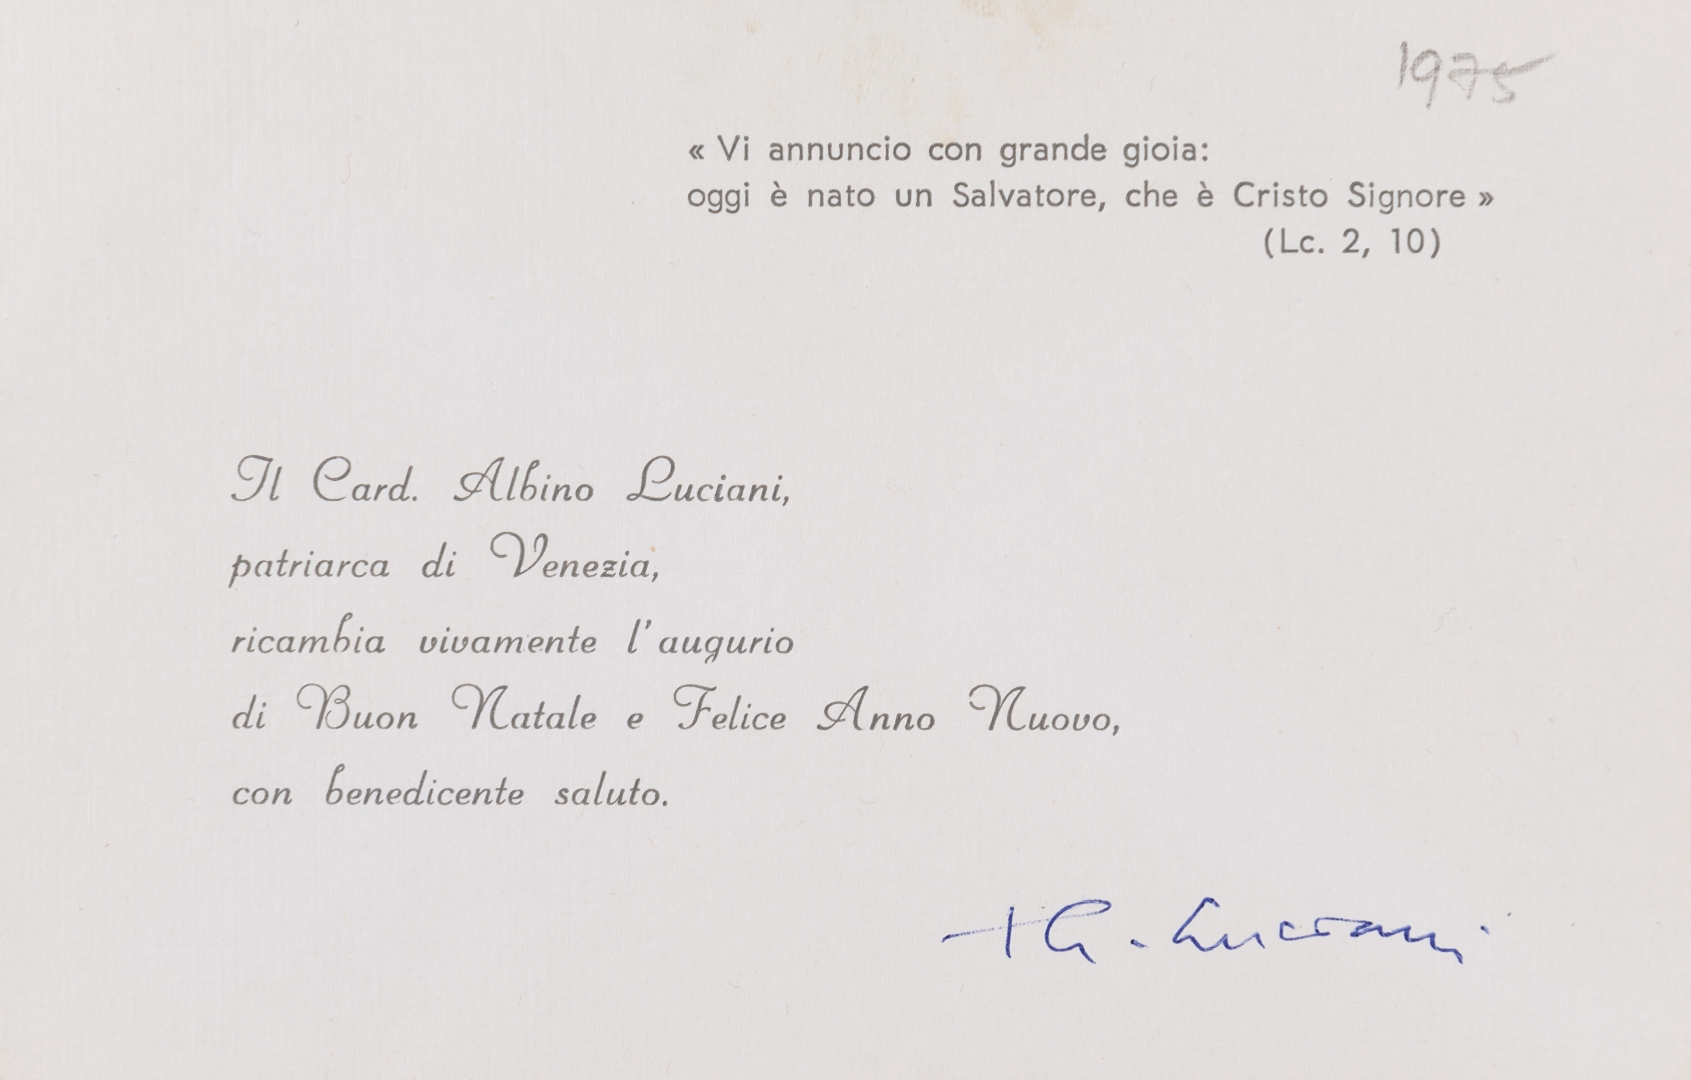 1975
« Vi annuncio con grande gioia:
oggi è nato un Salvatore, che è Cristo Signore »
(Lc. 2, 10)
Il Card. Albino Luciani,
patriarca di Venezia,
ricambia vivamente l'augurio
di Buon Natale e Felice Anno Nuovo,
con benedicente saluto.
+ A. Luciani